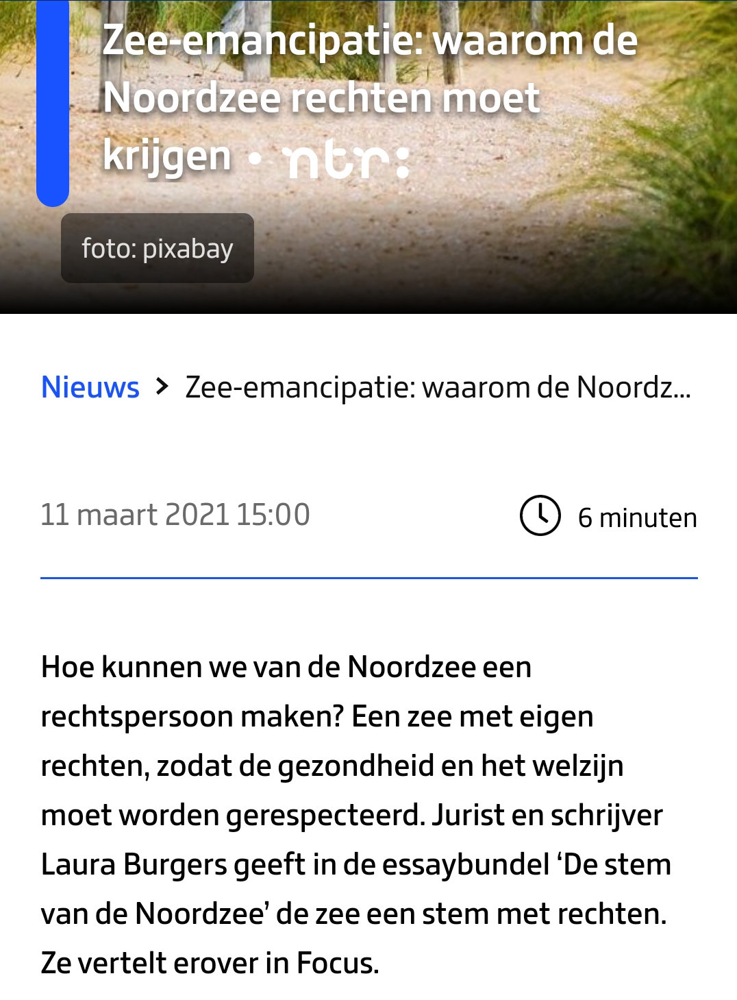 Zee-emancipatie: waarom de
Noordzee rechten moet
krijgen • ntr:
foto: pixabay
Nieuws > Zee-emancipatie: waarom de Noordz...
11 maart 2021 15:00
6 minuten
Hoe kunnen we van de Noordzee een
rechtspersoon maken? Een zee met eigen
rechten, zodat de gezondheid en het welzijn
moet worden gerespecteerd. Jurist en schrijver
Laura Burgers geeft in de essaybundel ‘De stem
van de Noordzee’ de zee een stem met rechten.
Ze vertelt erover in Focus.